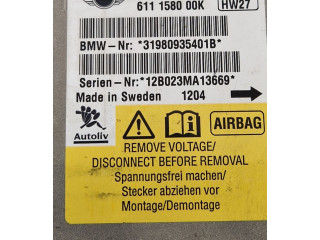 611 1580 00K HW27
BMW-Nr: *31980935401B*
Serien-Nr:*12B023MA13669*
Made in Sweden 1204
Autoliv
AIRBAG
REMOVE VOLTAGE/
DISCONNECT BEFORE REMOVAL
Spannungsfrei machen/
Stecker abziehen vor
Montage/Demontage